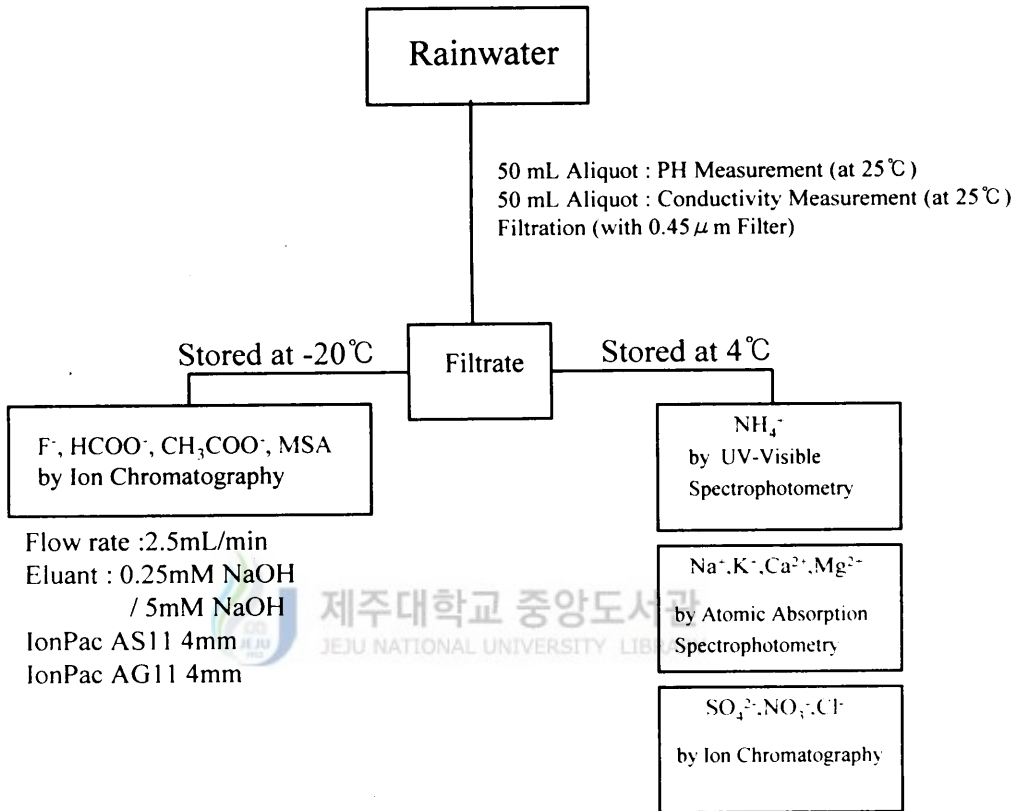 Rainwater
50 mL Aliquot : PH Measurement (at 25℃)
50 mL Aliquot : Conductivity Measurement (at 25℃)
Filtration (with 0.45 μm Filter)
Stored at -20℃
Filtrate
Stored at 4℃
F⁻, HCOO⁻, CH₃COO⁻, MSA
by Ion Chromatography
Flow rate :2.5mL/min
Eluant : 0.25mM NaOH
/ 5mM NaOH
IonPac AS11 4mm
IonPac AG11 4mm
NH₄⁻
by UV-Visible
Spectrophotometry
Na⁺,K⁻,Ca²⁺,Mg²⁺
by Atomic Absorption
Spectrophotometry
SO₄²⁻,NO₃⁻,Cl⁻
by Ion Chromatography
제주대학교 중앙도서관
JEJU NATIONAL UNIVERSITY LIBRARY
JEJU
1952